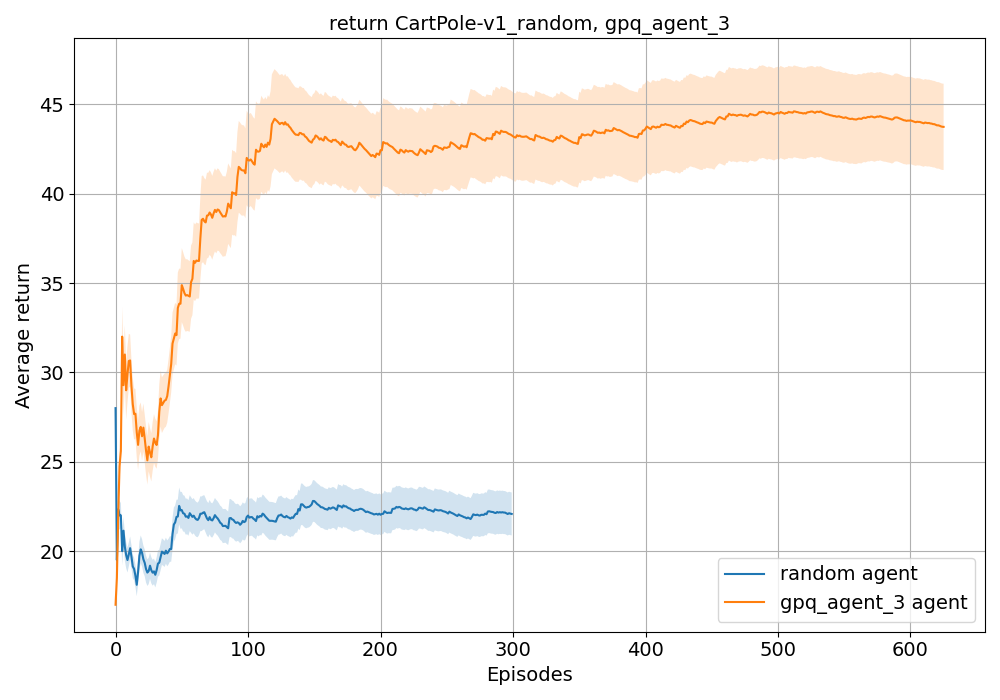 return CartPole-v1_random, gpq_agent_3
Average return
45
40
35
30
25
20
0 100 200 300 400 500 600
Episodes
random agent
gpq_agent_3 agent